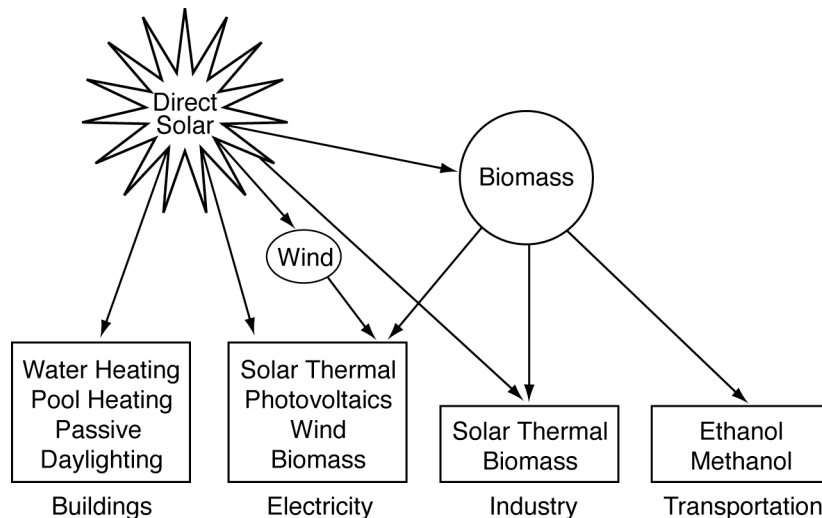 Direct
Solar
Biomass
Wind
Water Heating
Pool Heating
Passive
Daylighting
Solar Thermal
Photovoltaics
Wind
Biomass
Solar Thermal
Biomass
Ethanol
Methanol
Buildings
Electricity
Industry
Transportation